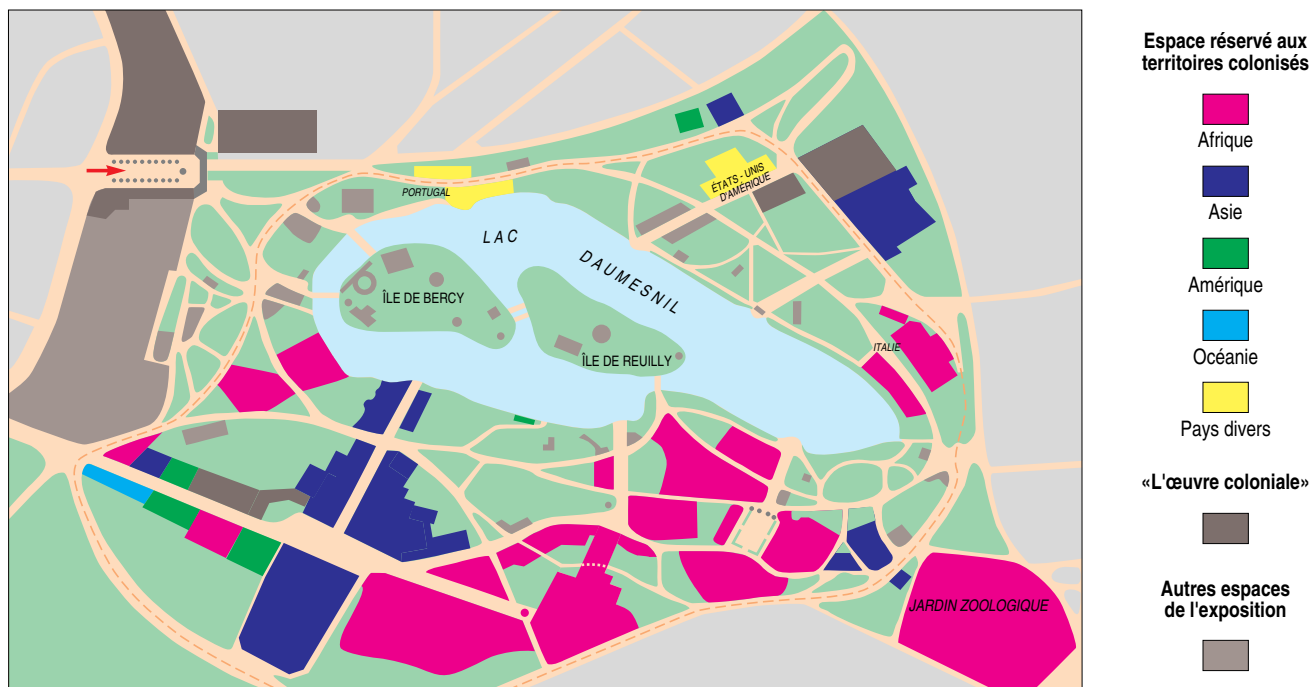 PORTUGAL
LAC
DAUMESNIL
ÉTATS - UNIS
D'AMÉRIQUE
ÎLE DE BERCY
ÎLE DE REUILLY
ITALIE
JARDIN ZOOLOGIQUE
Espace réservé aux
territoires colonisés
Afrique
Asie
Amérique
Océanie
Pays divers
«L'œuvre coloniale»
Autres espaces
de l'exposition